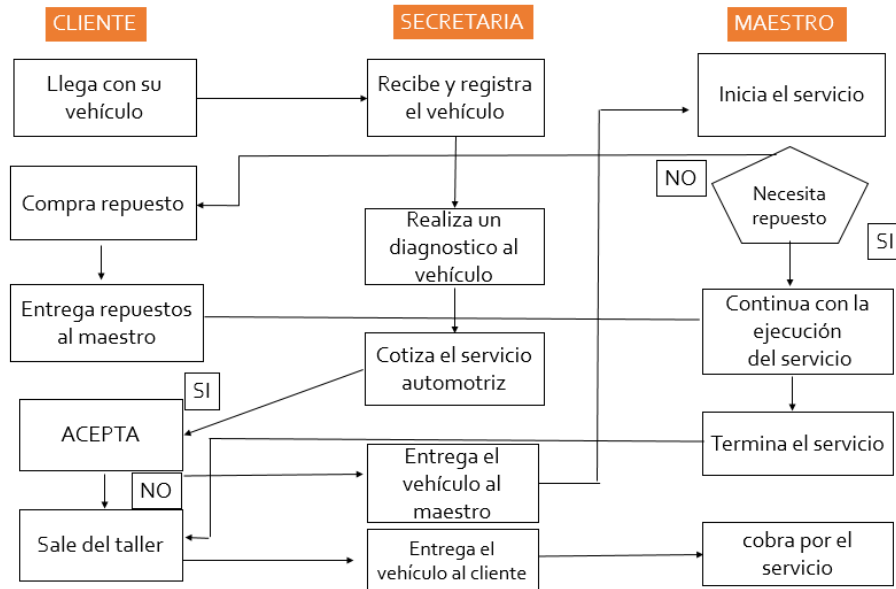 CLIENTE
SECRETARIA
MAESTRO
Llega con su
vehículo
Recibe y registra
el vehículo
Inicia el servicio
NO
Necesita
repuesto
SI
Compra repuesto
Realiza un
diagnostico al
vehículo
Entrega repuestos
al maestro
Continua con la
ejecución
del servicio
Cotiza el servicio
automotriz
SI
ACEPTA
NO
Entrega el
vehículo al
maestro
Termina el servicio
Sale del taller
Entrega el
vehículo al cliente
cobra por el
servicio